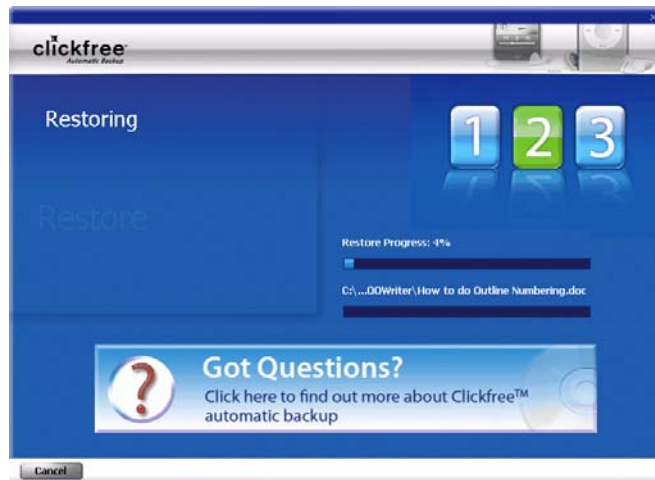 clickfree
Automatic Backup
Restoring
1 2 3
Restore
Restore Progress: 4%
C:\...OOWriter\How to do Outline Numbering.doc
?
Got Questions?
Click here to find out more about Clickfree™
automatic backup
Cancel